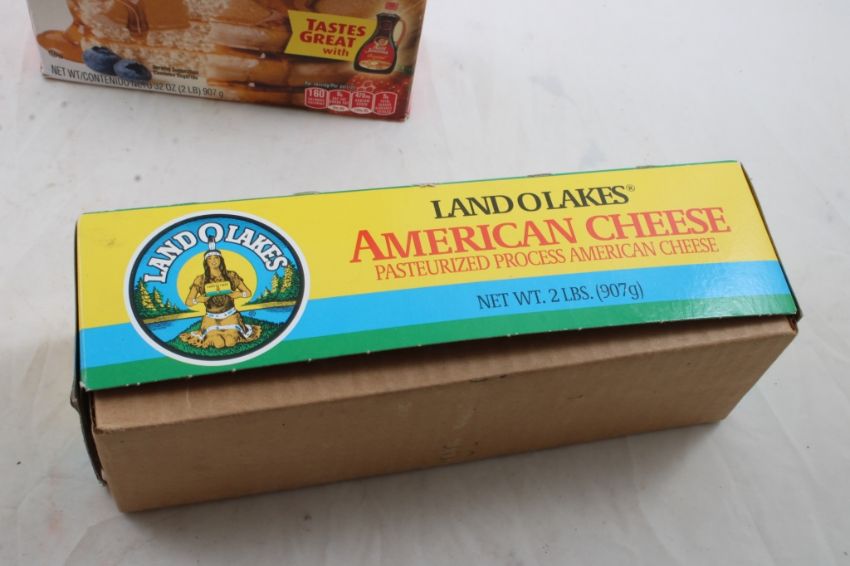 TASTES
GREAT
with
NET WT/CONTENIDO NETO 32 OZ (2 LB) 907 g
160
LAND O LAKES
LAND O LAKES®
AMERICAN CHEESE
PASTEURIZED PROCESS AMERICAN CHEESE
NET WT. 2 LBS. (907g)